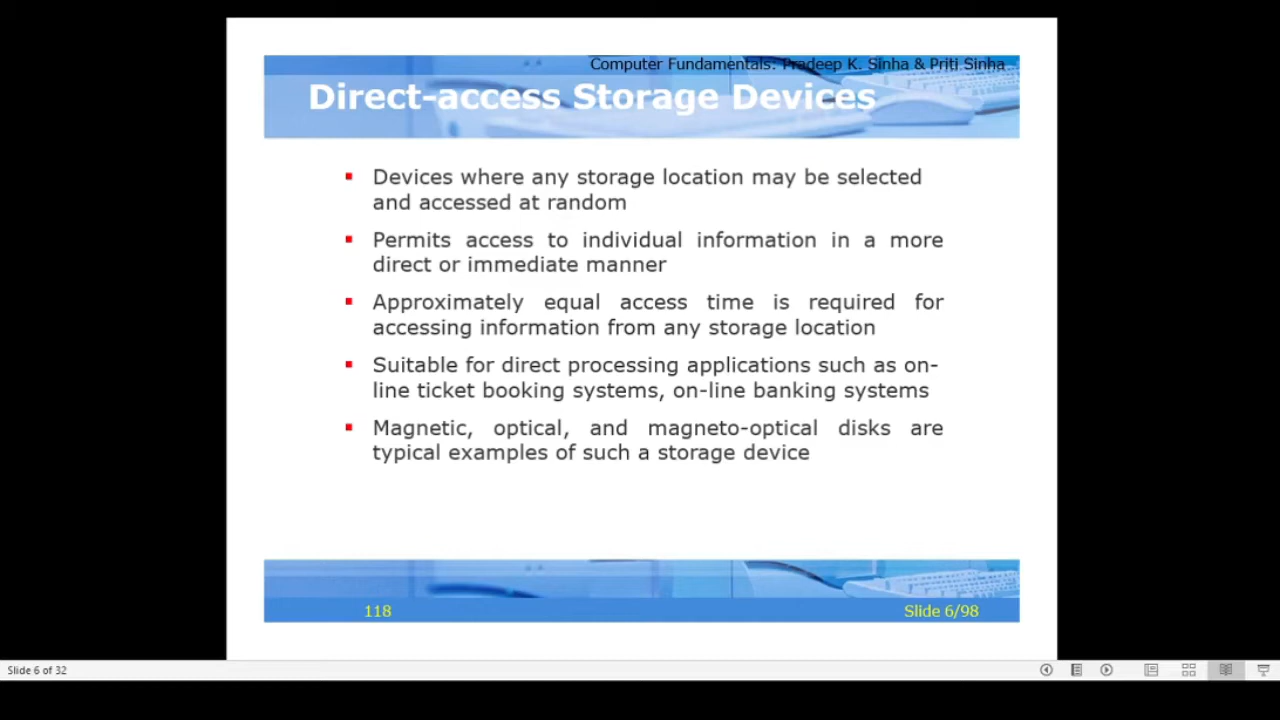 Computer Fundamentals: Pradeep K. Sinha & Priti Sinha
Direct-access Storage Devices
Devices where any storage location may be selected
and accessed at random
Permits access to individual information in a more
direct or immediate manner
Approximately equal access time is required for
accessing information from any storage location
Suitable for direct processing applications such as on-
line ticket booking systems, on-line banking systems
Magnetic, optical, and magneto-optical disks are
typical examples of such a storage device
118
Slide 6/98
Slide 6 of 32